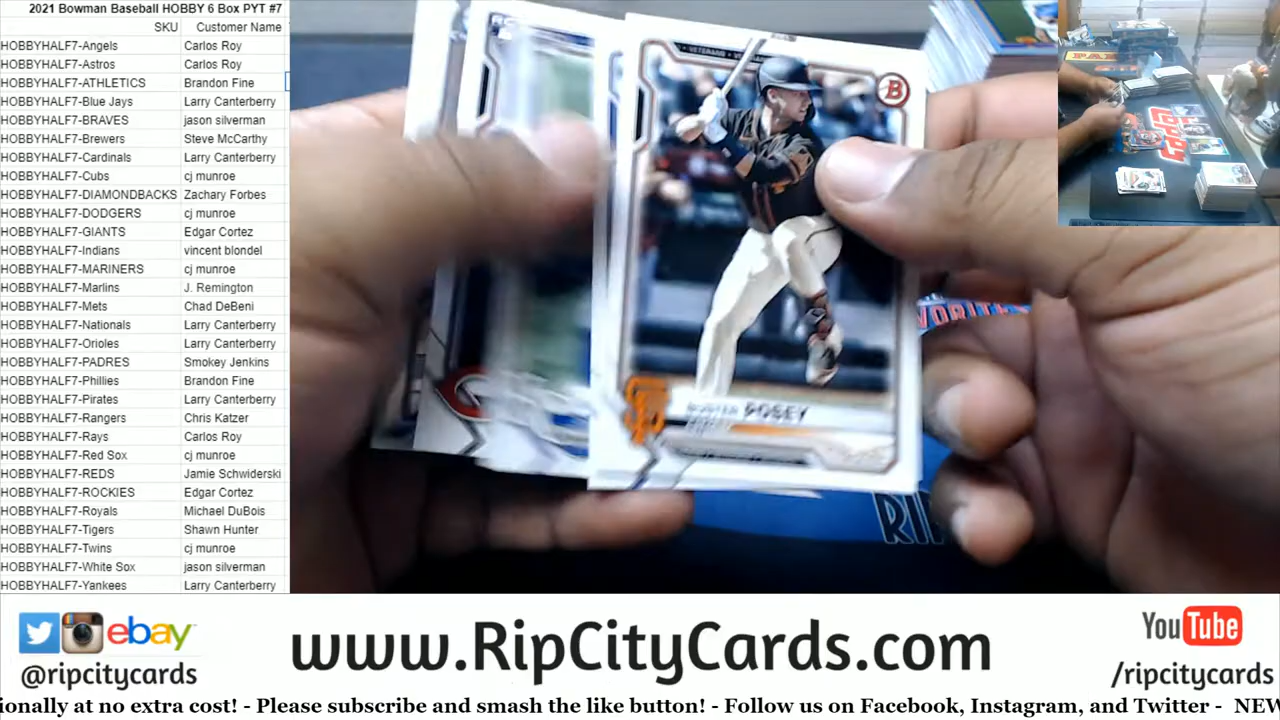 2021 Bowman Baseball HOBBY 6 Box PYT #7
SKU Customer Name
HOBBYHALF7-Angels Carlos Roy
HOBBYHALF7-Astros Carlos Roy
HOBBYHALF7-ATHLETICS Brandon Fine
HOBBYHALF7-Blue Jays Larry Canterberry
HOBBYHALF7-BRAVES jason silverman
HOBBYHALF7-Brewers Steve McCarthy
HOBBYHALF7-Cardinals Larry Canterberry
HOBBYHALF7-Cubs cj munroe
HOBBYHALF7-DIAMONDBACKS Zachary Forbes
HOBBYHALF7-DODGERS cj munroe
HOBBYHALF7-GIANTS Edgar Cortez
HOBBYHALF7-Indians vincent blondel
HOBBYHALF7-MARINERS cj munroe
HOBBYHALF7-Marlins J. Remington
HOBBYHALF7-Mets Chad DeBeni
HOBBYHALF7-Nationals Larry Canterberry
HOBBYHALF7-Orioles Larry Canterberry
HOBBYHALF7-PADRES Smokey Jenkins
HOBBYHALF7-Phillies Brandon Fine
HOBBYHALF7-Pirates Larry Canterberry
HOBBYHALF7-Rangers Chris Katzer
HOBBYHALF7-Rays Carlos Roy
HOBBYHALF7-Red Sox cj munroe
HOBBYHALF7-REDS Jamie Schwiderski
HOBBYHALF7-ROCKIES Edgar Cortez
HOBBYHALF7-Royals Michael DuBois
HOBBYHALF7-Tigers Shawn Hunter
HOBBYHALF7-Twins cj munroe
HOBBYHALF7-White Sox jason silverman
HOBBYHALF7-Yankees Larry Canterberry
B
POSEY
SF
topps
RI
ebay
@ripcitycards
www.RipCityCards.com
YouTube
/ripcitycards
ionally at no extra cost! - Please subscribe and smash the like button! - Follow us on Facebook, Instagram, and Twitter - NEW